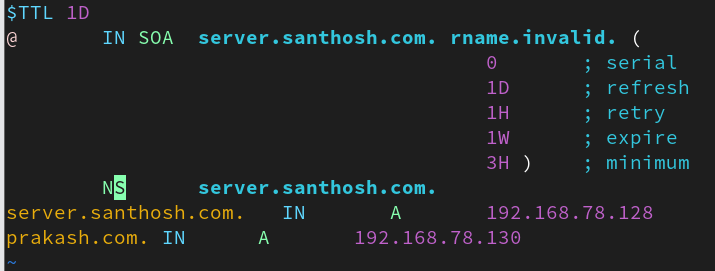 $TTL 1D
@ IN SOA server.santhosh.com. rname.invalid. (
0 ; serial
1D ; refresh
1H ; retry
1W ; expire
3H ) ; minimum
NS server.santhosh.com.
server.santhosh.com. IN A 192.168.78.128
prakash.com. IN A 192.168.78.130
~